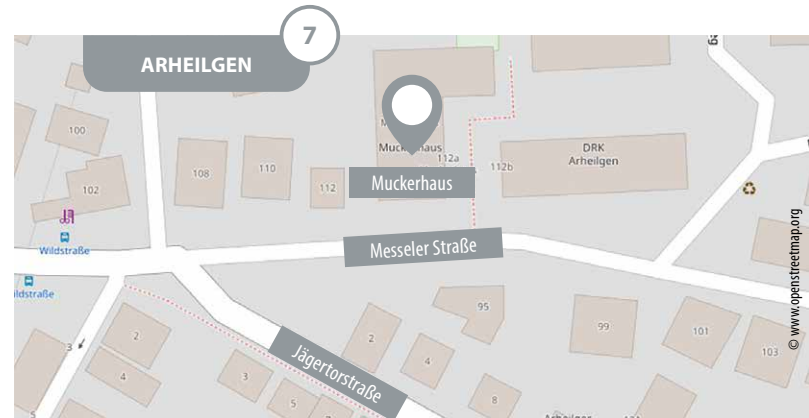 7
ARHEILGEN
100
102
108
110
112
Muckerhaus
112a
112b
DRK
Arheilgen
Muckerhaus
Wildstraße
Messeler Straße
ildstraße
© www.openstreetmap.org
2
3
4
Jägertorstraße
3
5
2
4
8
95
99
101
103